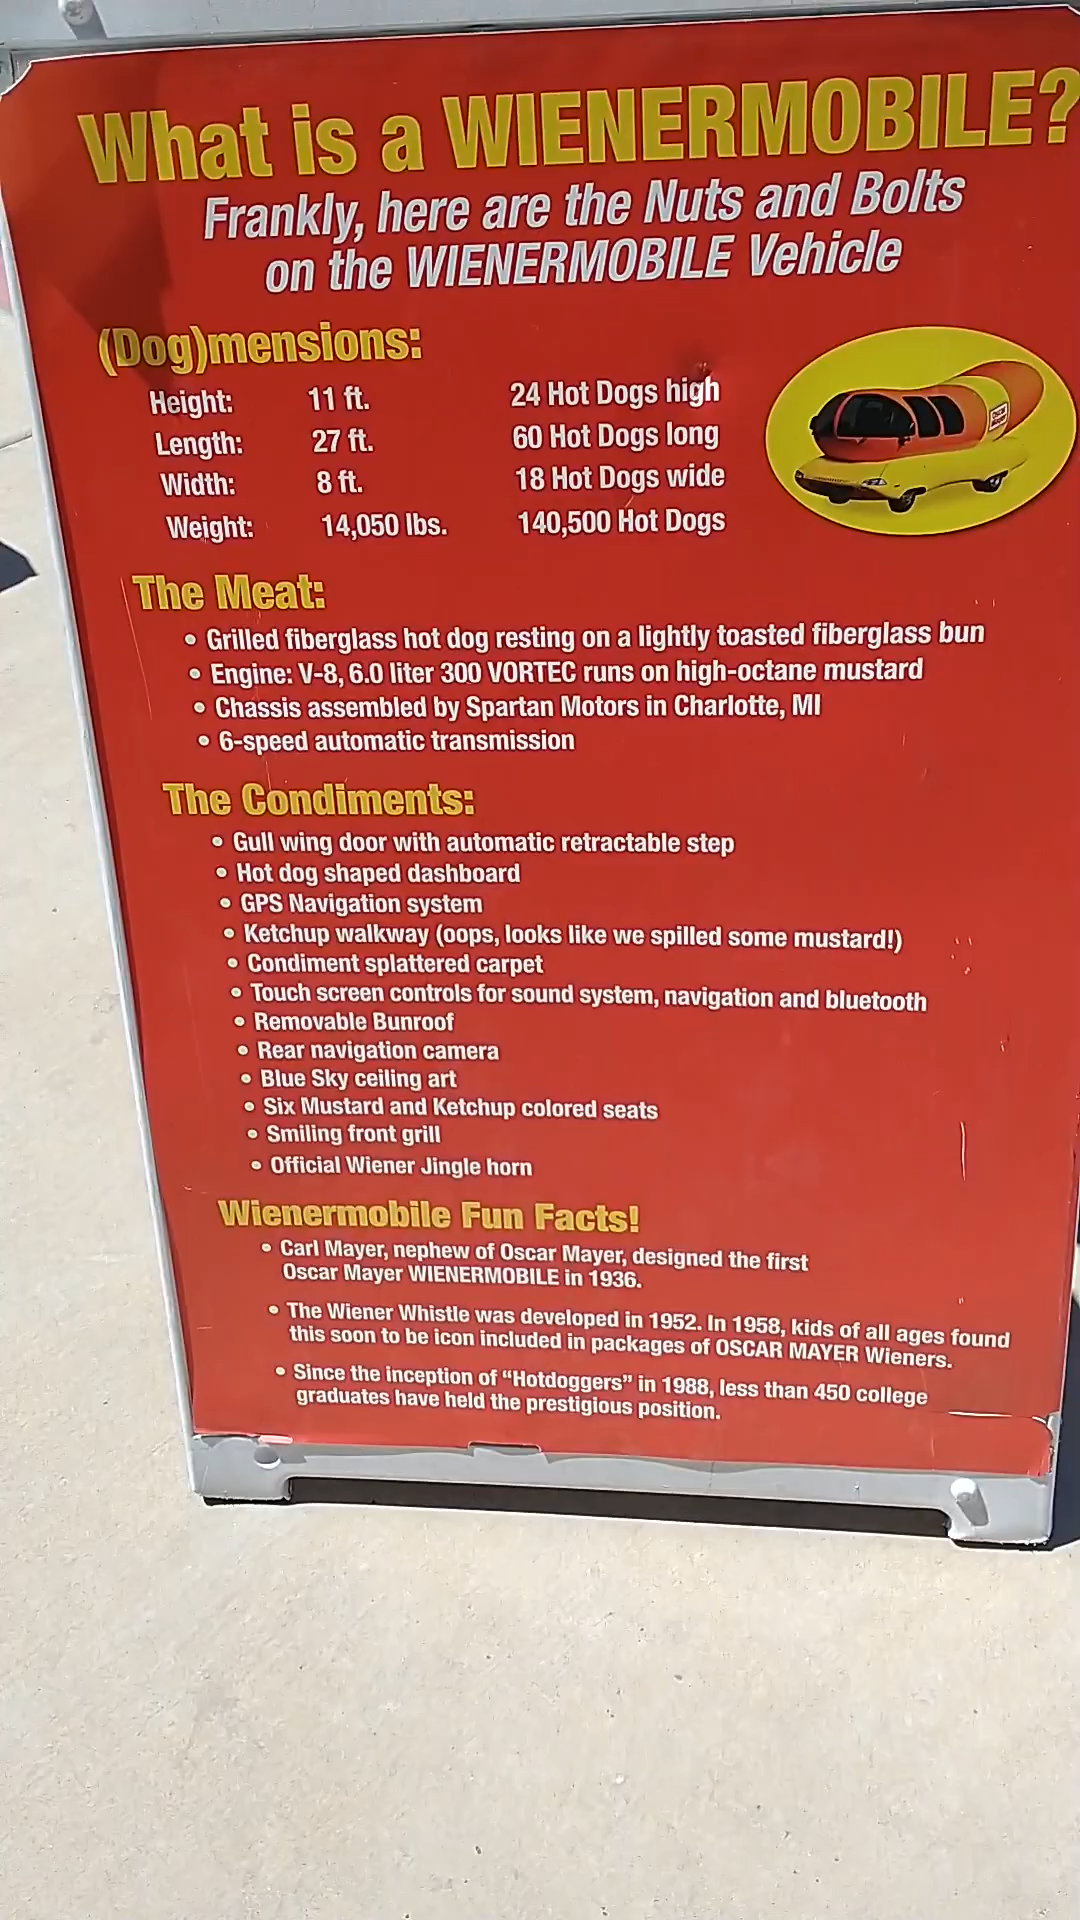 What is a WIENERMOBILE?
Frankly, here are the Nuts and Bolts
on the WIENERMOBILE Vehicle
(Dog)mensions:
Height: 11 ft. 24 Hot Dogs high
Length: 27 ft. 60 Hot Dogs long
Width: 8 ft. 18 Hot Dogs wide
Weight: 14,050 lbs. 140,500 Hot Dogs
The Meat:
• Grilled fiberglass hot dog resting on a lightly toasted fiberglass bun
• Engine: V-8, 6.0 liter 300 VORTEC runs on high-octane mustard
• Chassis assembled by Spartan Motors in Charlotte, MI
• 6-speed automatic transmission
The Condiments:
• Gull wing door with automatic retractable step
• Hot dog shaped dashboard
• GPS Navigation system
• Ketchup walkway (oops, looks like we spilled some mustard!)
• Condiment splattered carpet
• Touch screen controls for sound system, navigation and bluetooth
• Removable Bunroof
• Rear navigation camera
• Blue Sky ceiling art
• Six Mustard and Ketchup colored seats
• Smiling front grill
• Official Wiener Jingle horn
Wienermobile Fun Facts!
• Carl Mayer, nephew of Oscar Mayer, designed the first
Oscar Mayer WIENERMOBILE in 1936.
• The Wiener Whistle was developed in 1952. In 1958, kids of all ages found
this soon to be icon included in packages of OSCAR MAYER Wieners.
• Since the inception of “Hotdoggers” in 1988, less than 450 college
graduates have held the prestigious position.